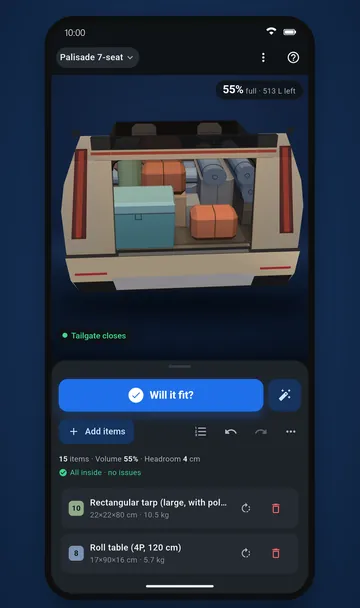 10:00
Palisade 7-seat
55% full · 513 L left
Tailgate closes
Will it fit?
Add items
15 items · Volume 55% · Headroom 4 cm
All inside · no issues
10
Rectangular tarp (large, with pol...
22×22×80 cm · 10.5 kg
8
Roll table (4P, 120 cm)
17×90×16 cm · 5.7 kg